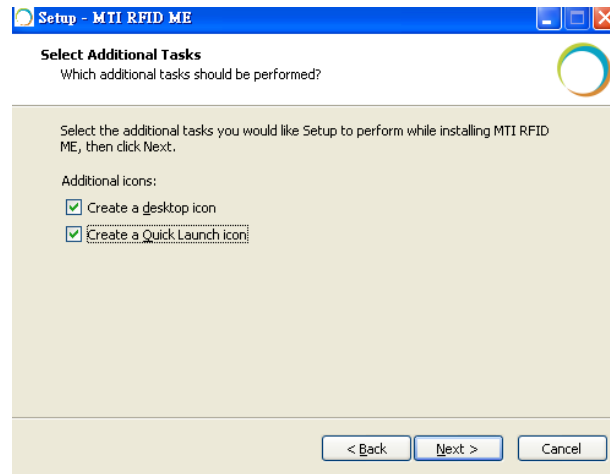 Setup - MTI RFID ME
Select Additional Tasks
Which additional tasks should be performed?
Select the additional tasks you would like Setup to perform while installing MTI RFID
ME, then click Next.
Additional icons:
Create a desktop icon
Create a Quick Launch icon
< Back Next > Cancel